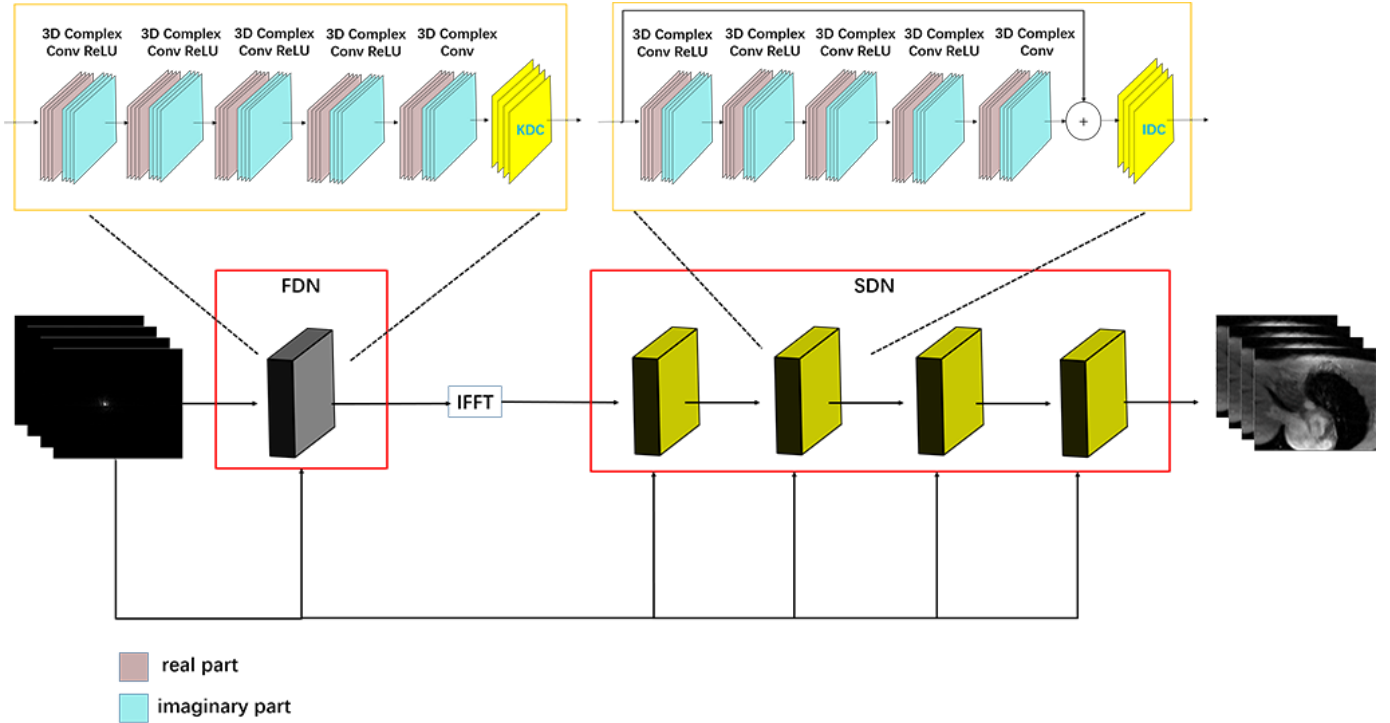 3D Complex
Conv ReLU
3D Complex
Conv ReLU
3D Complex
Conv ReLU
3D Complex
Conv ReLU
3D Complex
Conv
KDC
3D Complex
Conv ReLU
3D Complex
Conv ReLU
3D Complex
Conv ReLU
3D Complex
Conv ReLU
3D Complex
Conv
+
IDC
FDN
SDN
IFFT
real part
imaginary part